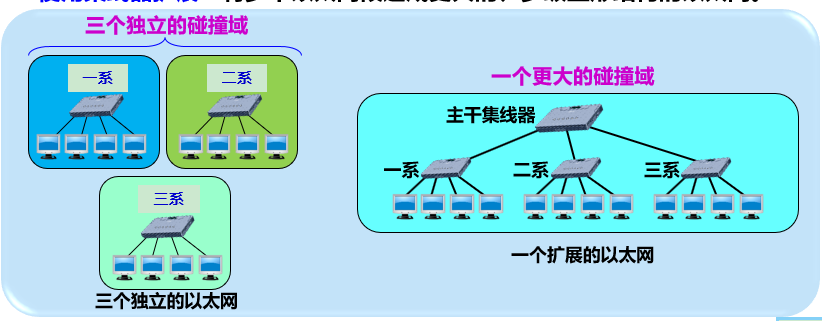 三个独立的碰撞域
一系
二系
三系
三个独立的以太网
一个更大的碰撞域
主干集线器
一系
二系
三系
一个扩展的以太网